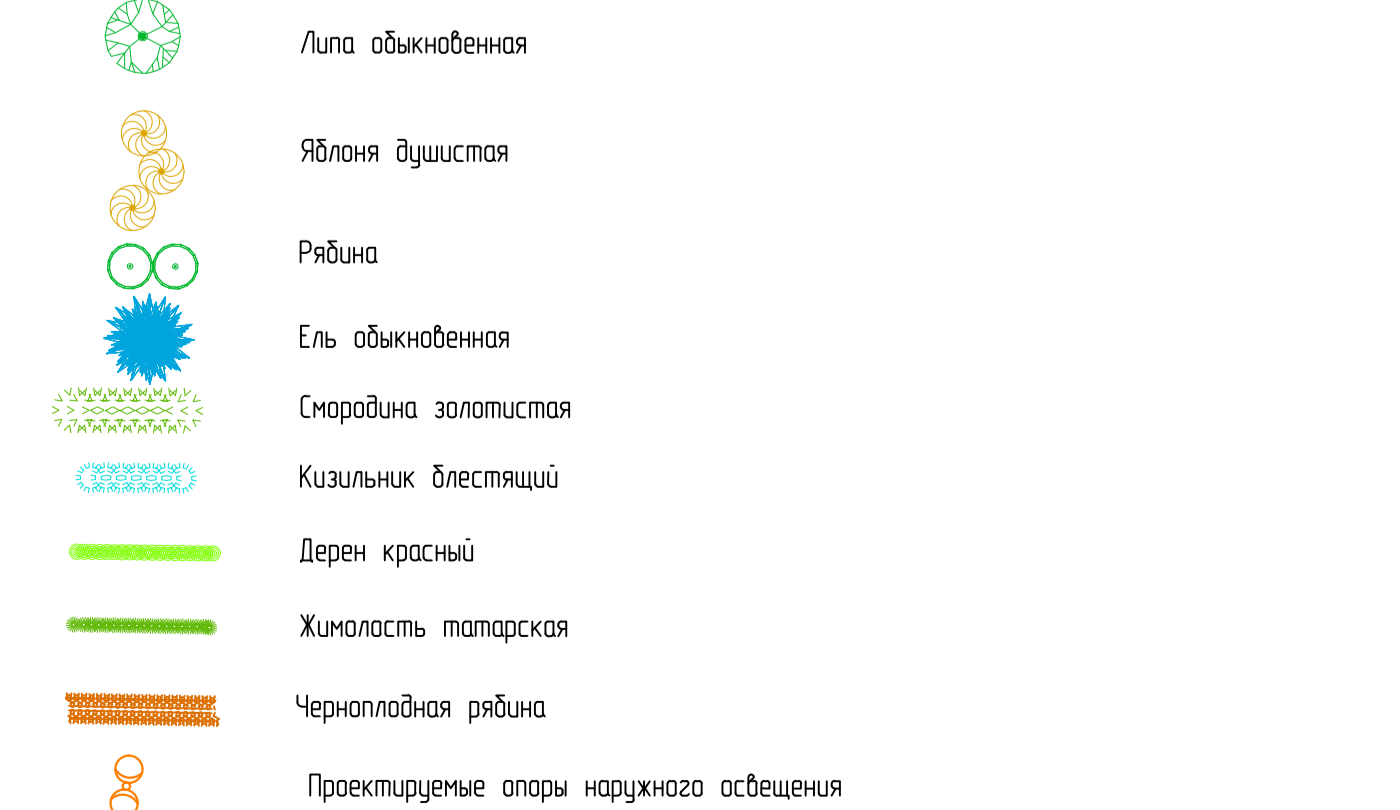 Липа обыкновенная
Яблоня душистая
Рябина
Ель обыкновенная
Смородина золотистая
Кизильник блестящий
Дерен красный
Жимолость татарская
Черноплодная рябина
Проектируемые опоры наружного освещения